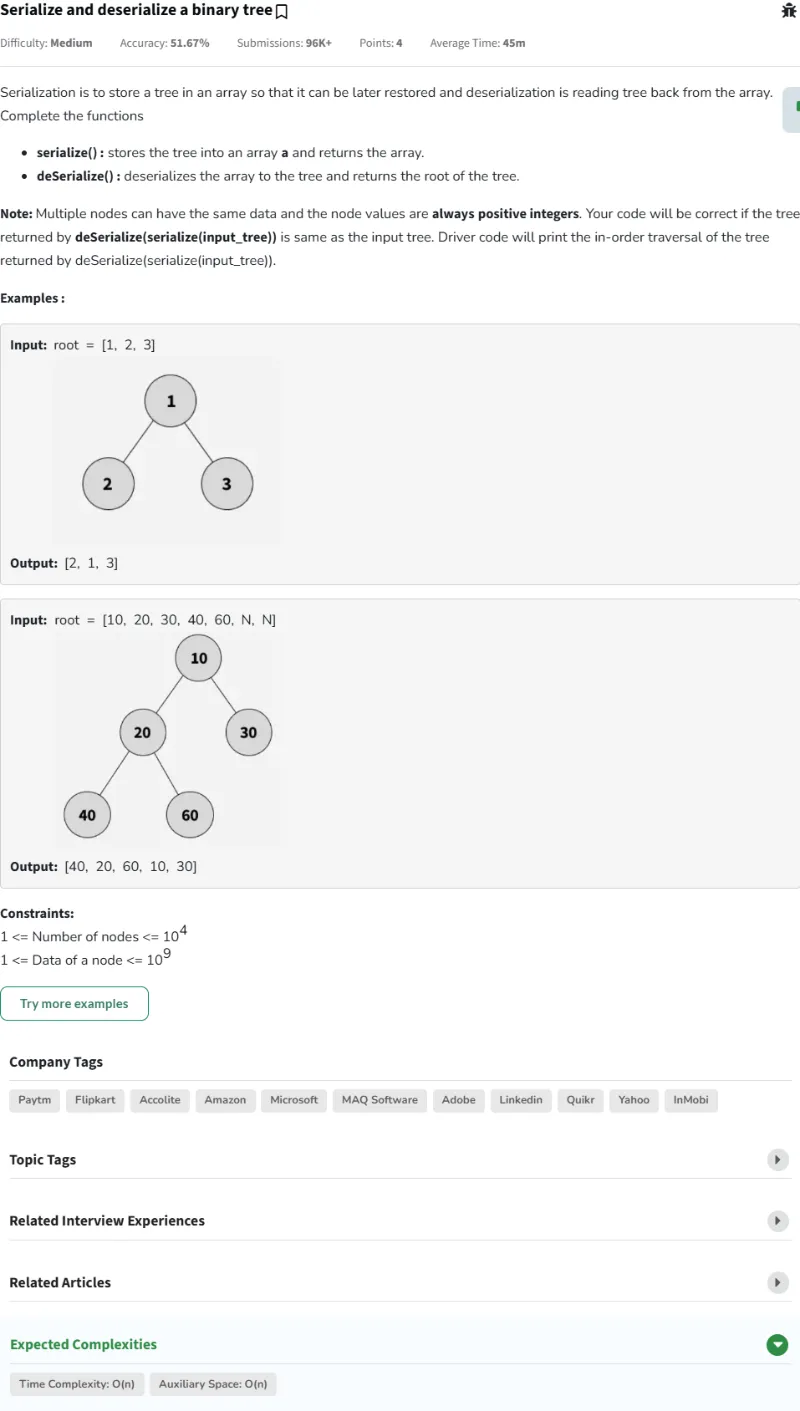 Serialize and deserialize a binary tree
Difficulty: Medium Accuracy: 51.67% Submissions: 96K+ Points: 4 Average Time: 45m
Serialization is to store a tree in an array so that it can be later restored and deserialization is reading tree back from the array.
Complete the functions
• serialize() : stores the tree into an array a and returns the array.
• deSerialize() : deserializes the array to the tree and returns the root of the tree.
Note: Multiple nodes can have the same data and the node values are always positive integers. Your code will be correct if the tree
returned by deSerialize(serialize(input_tree)) is same as the input tree. Driver code will print the in-order traversal of the tree
returned by deSerialize(serialize(input_tree)).
Examples :
Input: root = [1, 2, 3]
1
2 3
Output: [2, 1, 3]
Input: root = [10, 20, 30, 40, 60, N, N]
10
20 30
40 60
Output: [40, 20, 60, 10, 30]
Constraints:
1 <= Number of nodes <= 10^4
1 <= Data of a node <= 10^9
Try more examples
Company Tags
Paytm Flipkart Accolite Amazon Microsoft MAQ Software Adobe Linkedin Quikr Yahoo InMobi
Topic Tags
Related Interview Experiences
Related Articles
Expected Complexities
Time Complexity: O(n) Auxiliary Space: O(n)